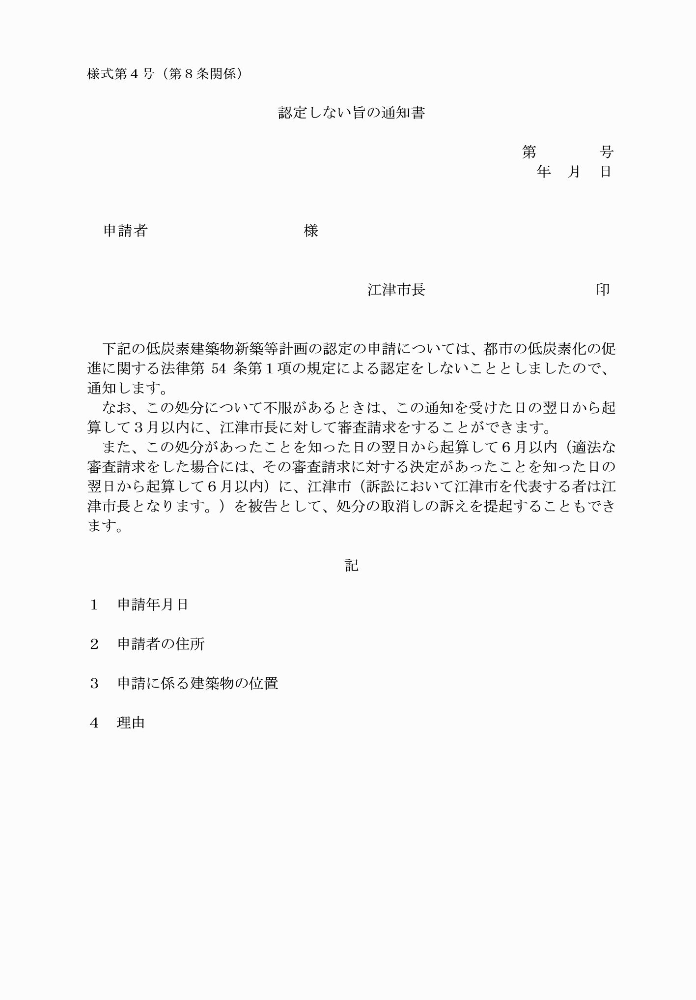 様式第４号（第８条関係）
認定しない旨の通知書
第　　　　号
年　月　日
申請者　　　　　　　　　　様
江津市長　　　　　　　　　　　印
　下記の低炭素建築物新築等計画の認定の申請については、都市の低炭素化の促
進に関する法律第 54 条第１項の規定による認定をしないこととしましたので、
通知します。
　なお、この処分について不服があるときは、この通知を受けた日の翌日から起
算して３月以内に、江津市長に対して審査請求をすることができます。
　また、この処分があったことを知った日の翌日から起算して６月以内（適法な
審査請求をした場合には、その審査請求に対する決定があったことを知った日の
翌日から起算して６月以内）に、江津市（訴訟において江津市を代表する者は江
津市長となります。）を被告として、処分の取消しの訴えを提起することもでき
ます。
記
１　申請年月日
２　申請者の住所
３　申請に係る建築物の位置
４　理由